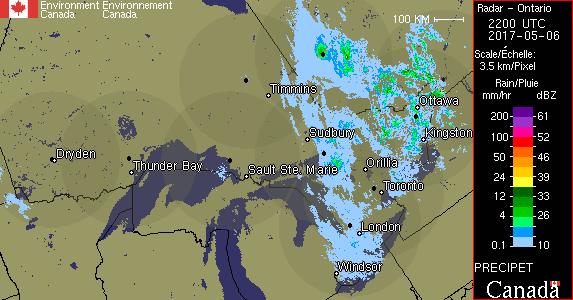 Environment Environnement
Canada Canada
100 KM
Timmins
Ottawa
Sudbury
Kingston
Dryden
Thunder Bay
Sault Ste. Marie
Orillia
Toronto
London
Windsor
Radar - Ontario
2200 UTC
2017-05-06
Scale/Échelle:
3.5 km/Pixel
Rain/Pluie
mm/hr dBZ
200 61
100 52
50 46
24 39
12 33
4 26
0.1 10
PRECIPET
Canada